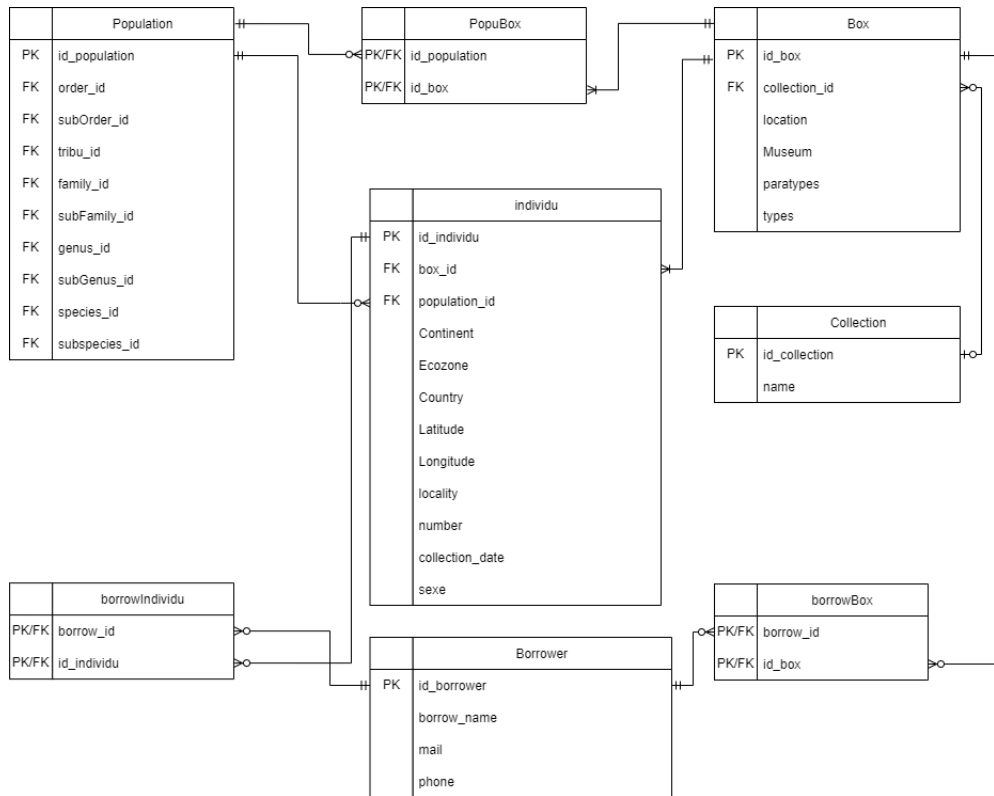 Population
PK id_population
FK order_id
FK subOrder_id
FK tribu_id
FK family_id
FK subFamily_id
FK genus_id
FK subGenus_id
FK species_id
FK subspecies_id
PopuBox
PK/FK id_population
PK/FK id_box
Box
PK id_box
FK collection_id
location
Museum
paratypes
types
individu
PK id_individu
FK box_id
FK population_id
Continent
Ecozone
Country
Latitude
Longitude
locality
number
collection_date
sexe
Collection
PK id_collection
name
borrowIndividu
PK/FK borrow_id
PK/FK id_individu
Borrower
PK id_borrower
borrow_name
mail
phone
borrowBox
PK/FK borrow_id
PK/FK id_box